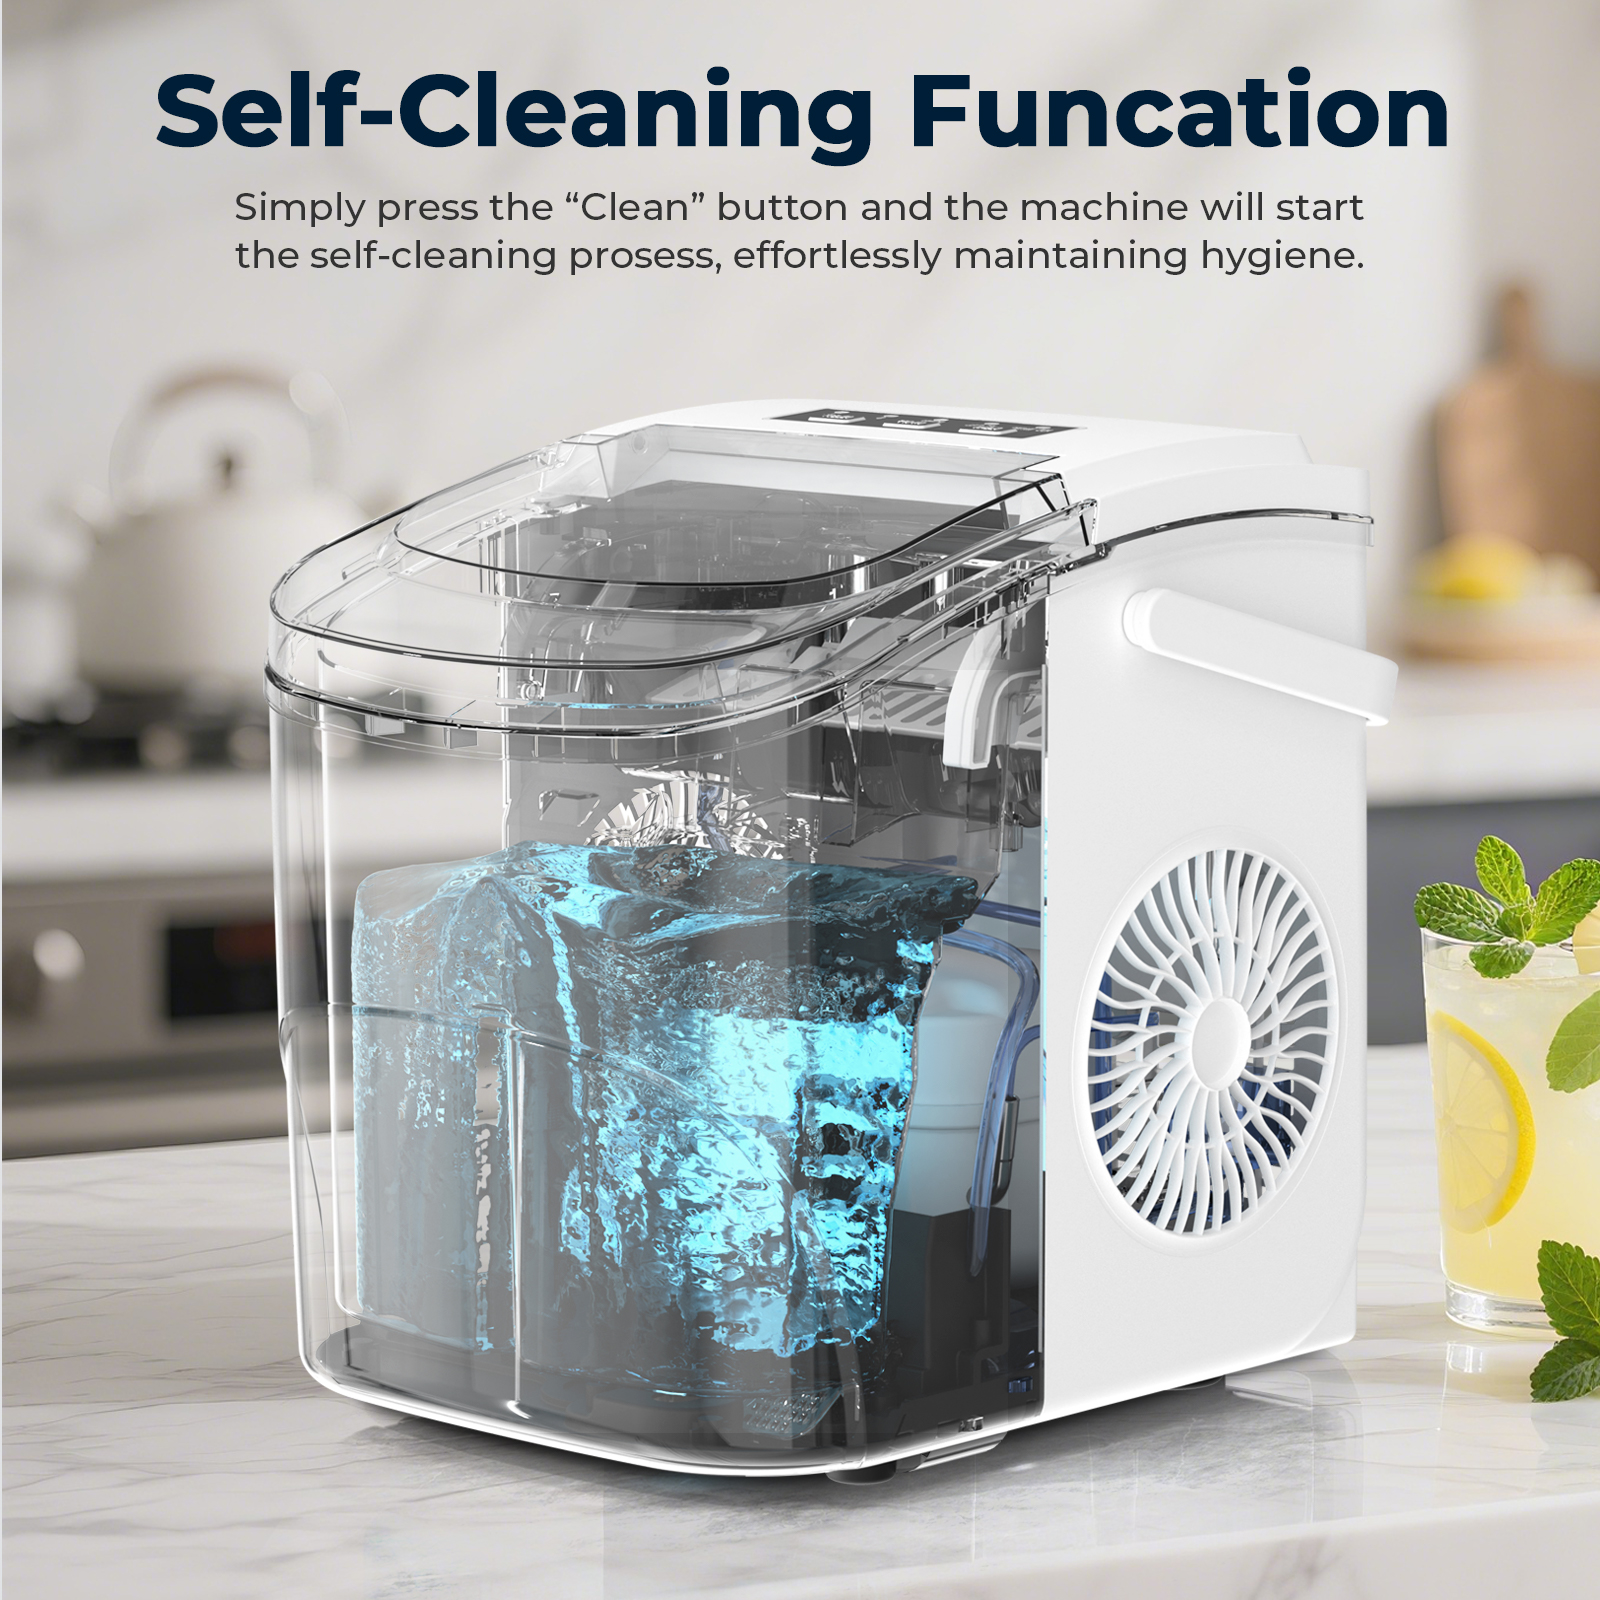 Self-Cleaning Funcation
Simply press the “Clean” button and the machine will start
the self-cleaning prosess, effortlessly maintaining hygiene.